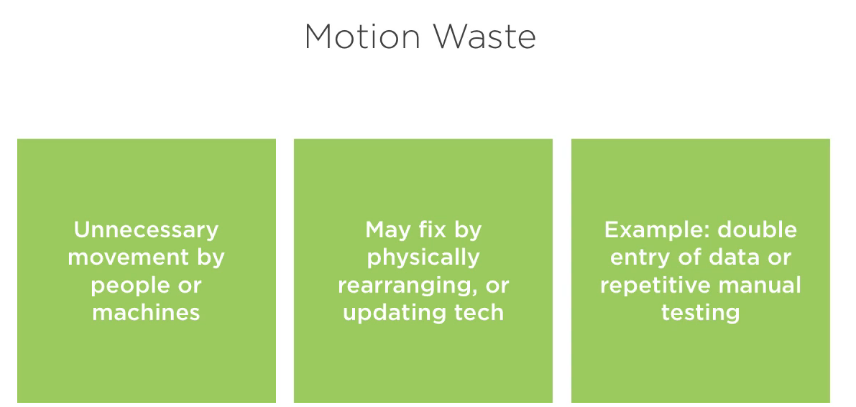 Motion Waste
Unnecessary
movement by
people or
machines
May fix by
physically
rearranging, or
updating tech
Example: double
entry of data or
repetitive manual
testing